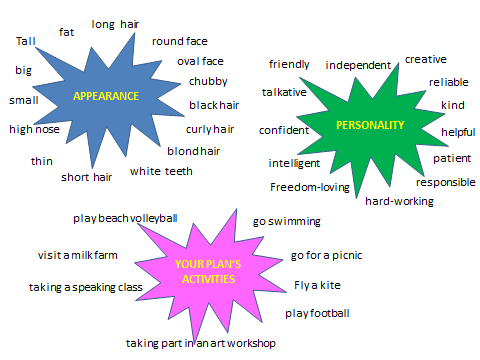 long hair
fat
Tall
round face
oval face
big
chubby
APPEARANCE
small
black hair
high nose
curly hair
thin
blond hair
white teeth
short hair
creative
friendly
independent
reliable
talkative
kind
confident
PERSONALITY
helpful
intelligent
patient
Freedom-loving
responsible
hard-working
play beach volleyball
go swimming
visit a milk farm
go for a picnic
YOUR PLAN'S
ACTIVITIES
taking a speaking class
Fly a kite
play football
taking part in an art workshop